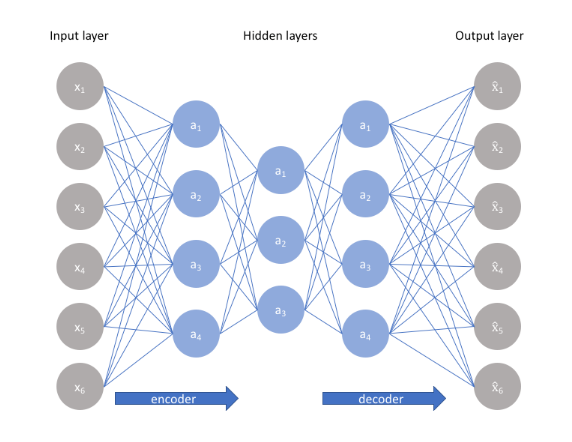 Input layer
Hidden layers
Output layer
x₁
x₂
x₃
x₄
x₅
x₆
a₁
a₂
a₃
a₄
a₁
a₂
a₃
a₁
a₂
a₃
a₄
x̂₁
x̂₂
x̂₃
x̂₄
x̂₅
x̂₆
encoder
decoder